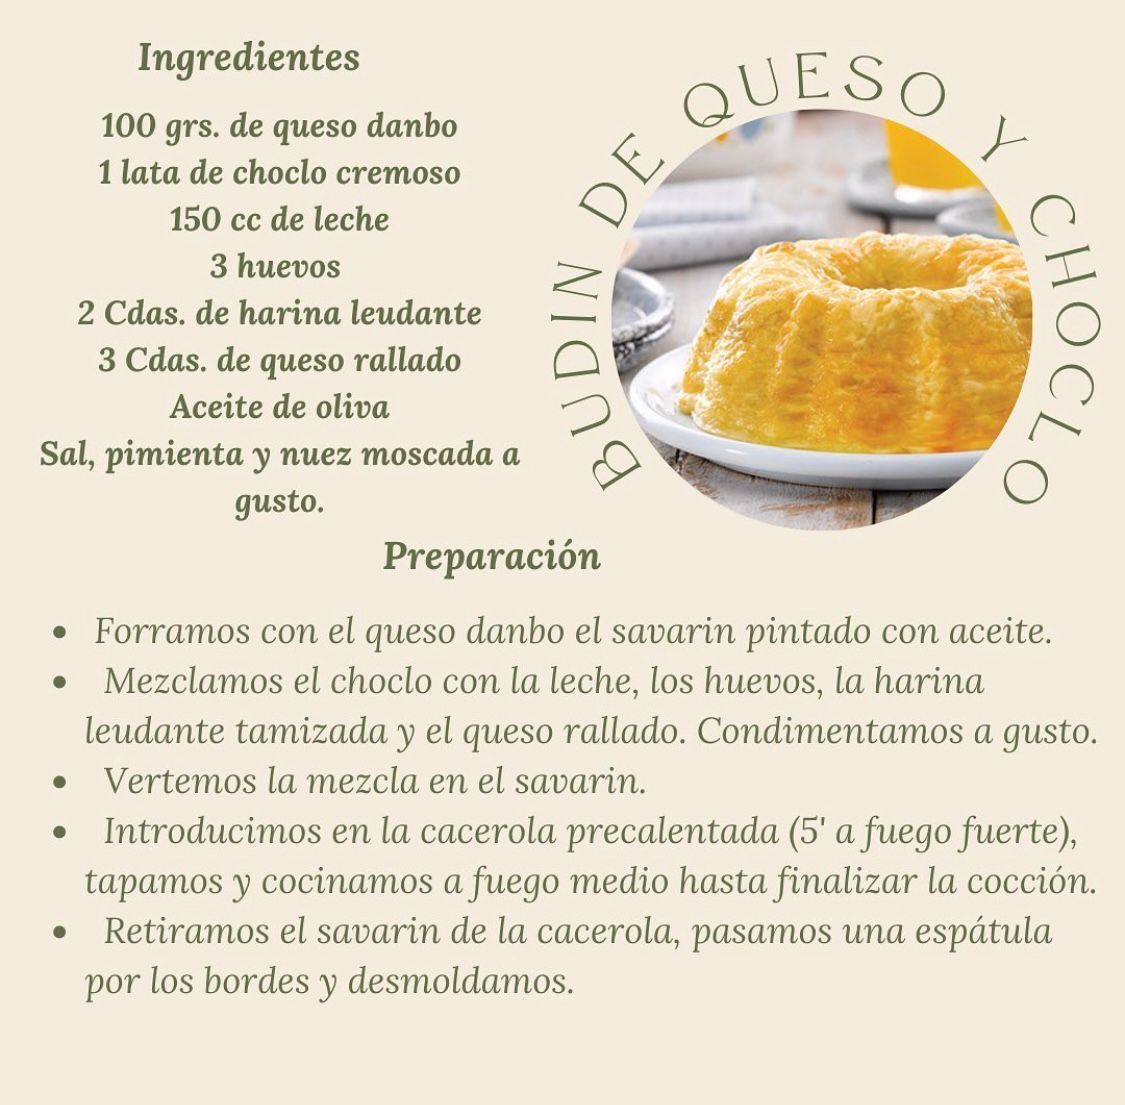 Ingredientes
100 grs. de queso danbo
1 lata de choclo cremoso
150 cc de leche
3 huevos
2 Cdas. de harina leudante
3 Cdas. de queso rallado
Aceite de oliva
Sal, pimienta y nuez moscada a
gusto.
BUDIN DE QUESO Y CHOCLO
Preparación
• Forramos con el queso danbo el savarin pintado con aceite.
• Mezclamos el choclo con la leche, los huevos, la harina
leudante tamizada y el queso rallado. Condimentamos a gusto.
• Vertemos la mezcla en el savarin.
• Introducimos en la cacerola precalentada (5' a fuego fuerte),
tapamos y cocinamos a fuego medio hasta finalizar la cocción.
• Retiramos el savarin de la cacerola, pasamos una espátula
por los bordes y desmoldamos.